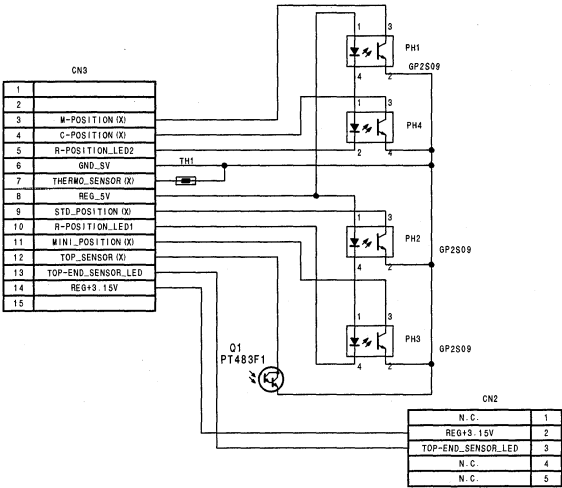 1 3
PH1
GP2S09
4 2
CN3
1
2
3 M-POSITION(X)
4 C-POSITION(X)
5 R-POSITION_LED2
6 GND_SV
7 THERMO_SENSOR(X)
8 REG_5V
9 STD_POSITION(X)
10 R-POSITION_LED1
11 MINI_POSITION(X)
12 TOP_SENSOR(X)
13 TOP-END_SENSOR_LED
14 REG+3.15V
15
TH1
1 3
PH4
2 4
1 3
PH2
GP2S09
4 2
1 3
PH3
GP2S09
4 2
Q1
PT483F1
CN2
N.C. 1
REG+3.15V 2
TOP-END_SENSOR_LED 3
N.C. 4
N.C. 5